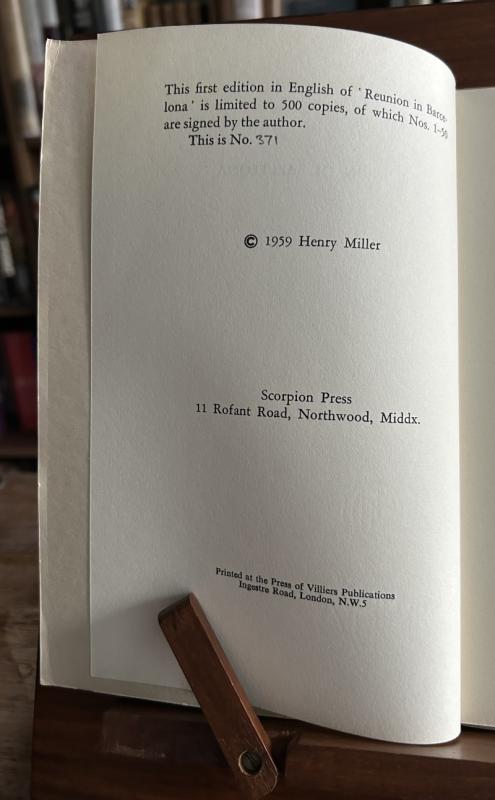 This first edition in English of ' Reunion in Barce-
lona ' is limited to 500 copies, of which Nos. 1-50
are signed by the author.
This is No. 371
© 1959 Henry Miller
Scorpion Press
11 Rofant Road, Northwood, Middx.
Printed at the Press of Villiers Publications
Ingestre Road, London, N.W.5